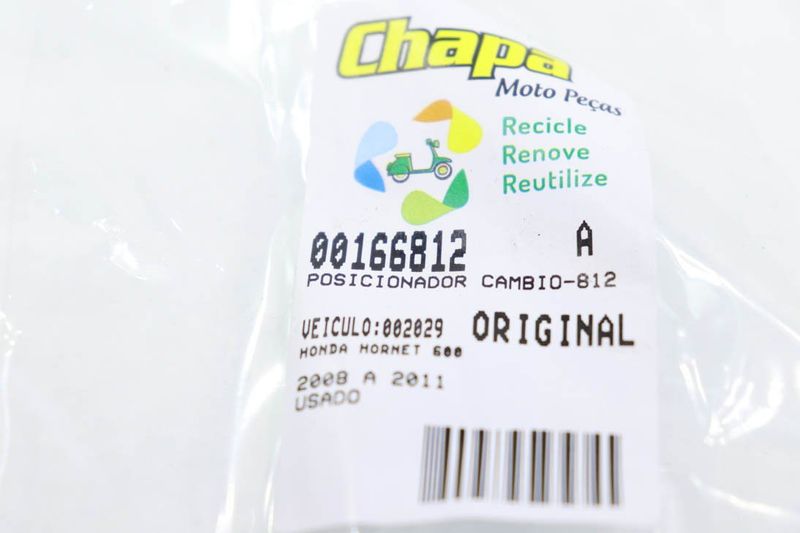 Chapa
Moto Peças
Recicle
Renove
Reutilize
00166812 A
POSICIONADOR CAMBIO-812
VEICULO:002029 ORIGINAL
HONDA HORNET 600
2008 A 2011
USADO